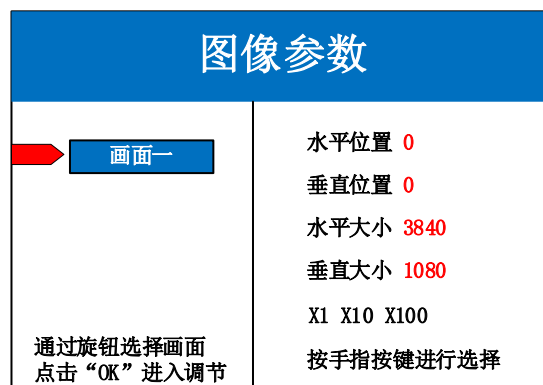 图像参数
画面一
通过旋钮选择画面
点击“OK”进入调节
水平位置 0
垂直位置 0
水平大小 3840
垂直大小 1080
X1 X10 X100
按手指按键进行选择